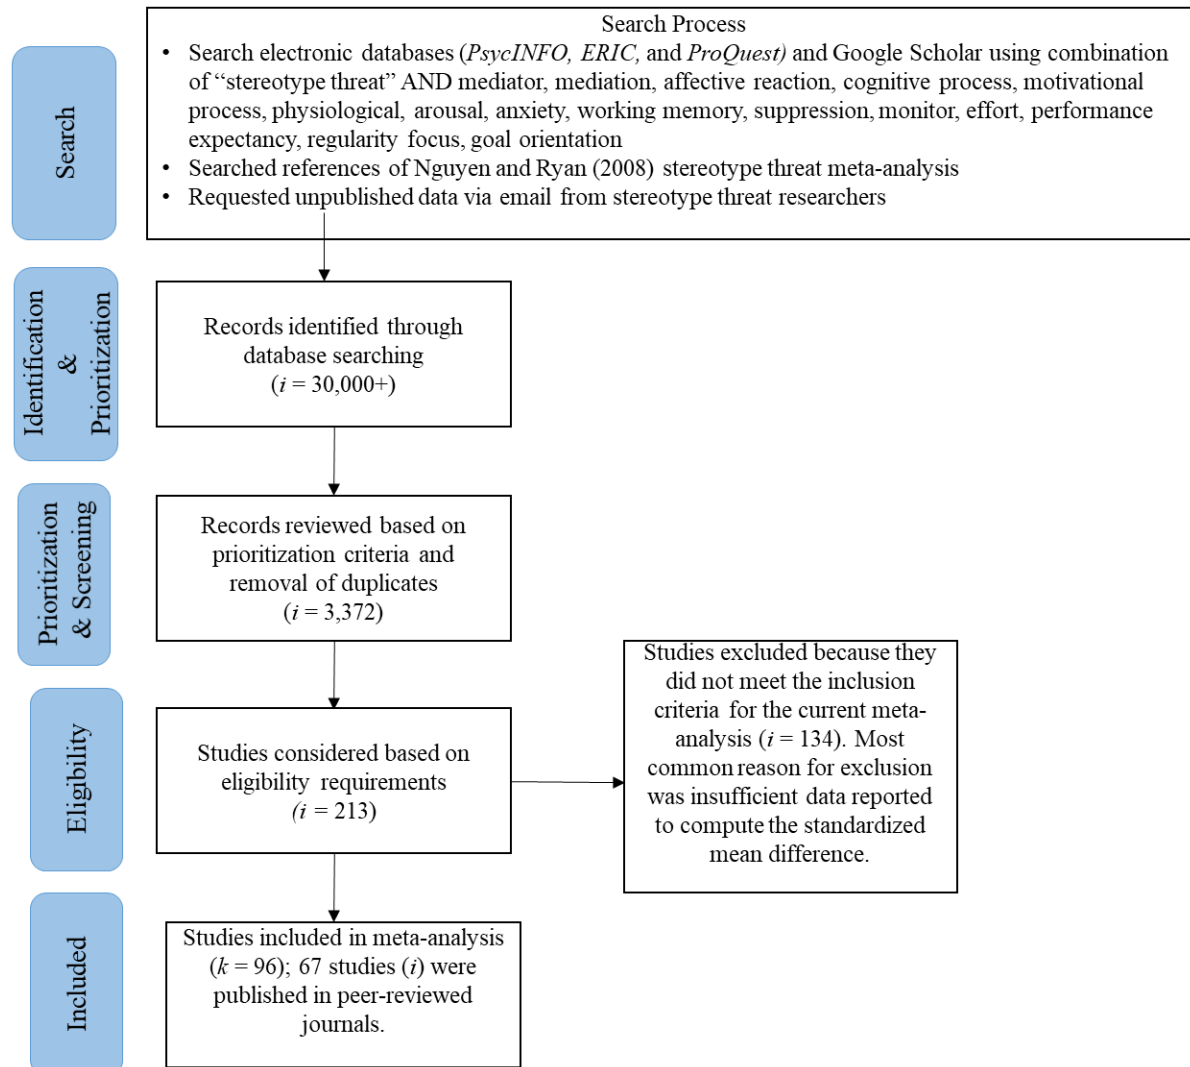 Search Process
• Search electronic databases (PsycINFO, ERIC, and ProQuest) and Google Scholar using combination
of “stereotype threat” AND mediator, mediation, affective reaction, cognitive process, motivational
process, physiological, arousal, anxiety, working memory, suppression, monitor, effort, performance
expectancy, regularity focus, goal orientation
• Searched references of Nguyen and Ryan (2008) stereotype threat meta-analysis
• Requested unpublished data via email from stereotype threat researchers
Search
Identification
&
Prioritization
Records identified through
database searching
(i = 30,000+)
Prioritization
& Screening
Records reviewed based on
prioritization criteria and
removal of duplicates
(i = 3,372)
Eligibility
Studies considered based on
eligibility requirements
(i = 213)
Studies excluded because they
did not meet the inclusion
criteria for the current meta-
analysis (i = 134). Most
common reason for exclusion
was insufficient data reported
to compute the standardized
mean difference.
Included
Studies included in meta-analysis
(k = 96); 67 studies (i) were
published in peer-reviewed
journals.